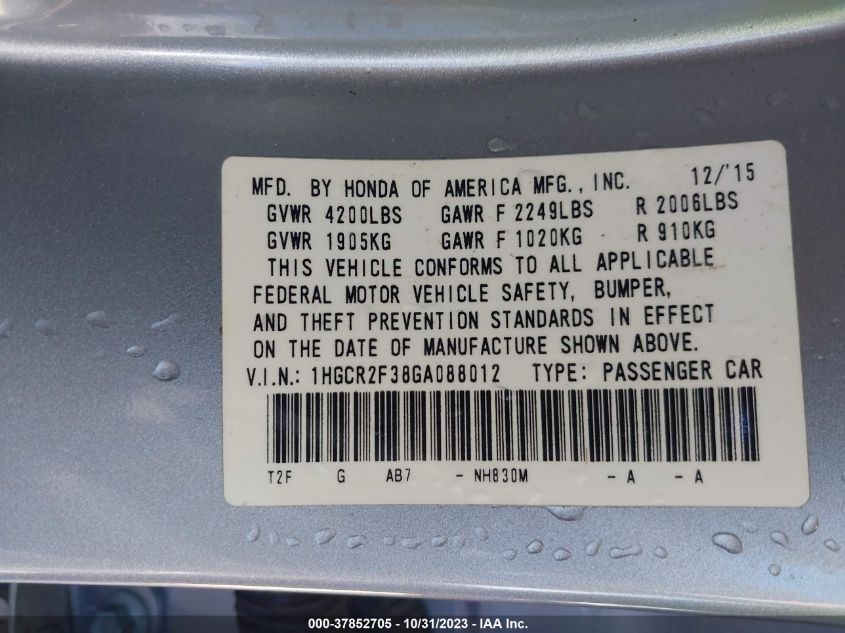 MFD. BY HONDA OF AMERICA MFG., INC. 12/'15
GVWR 4200LBS GAWR F 2249LBS R 2006LBS
GVWR 1905KG GAWR F 1020KG R 910KG
THIS VEHICLE CONFORMS TO ALL APPLICABLE
FEDERAL MOTOR VEHICLE SAFETY, BUMPER,
AND THEFT PREVENTION STANDARDS IN EFFECT
ON THE DATE OF MANUFACTURE SHOWN ABOVE.
V.I.N.: 1HGCR2F38GA088012 TYPE: PASSENGER CAR
T2F G AB7 - NH830M - A - A
000-37852705 - 10/31/2023 - IAA Inc.